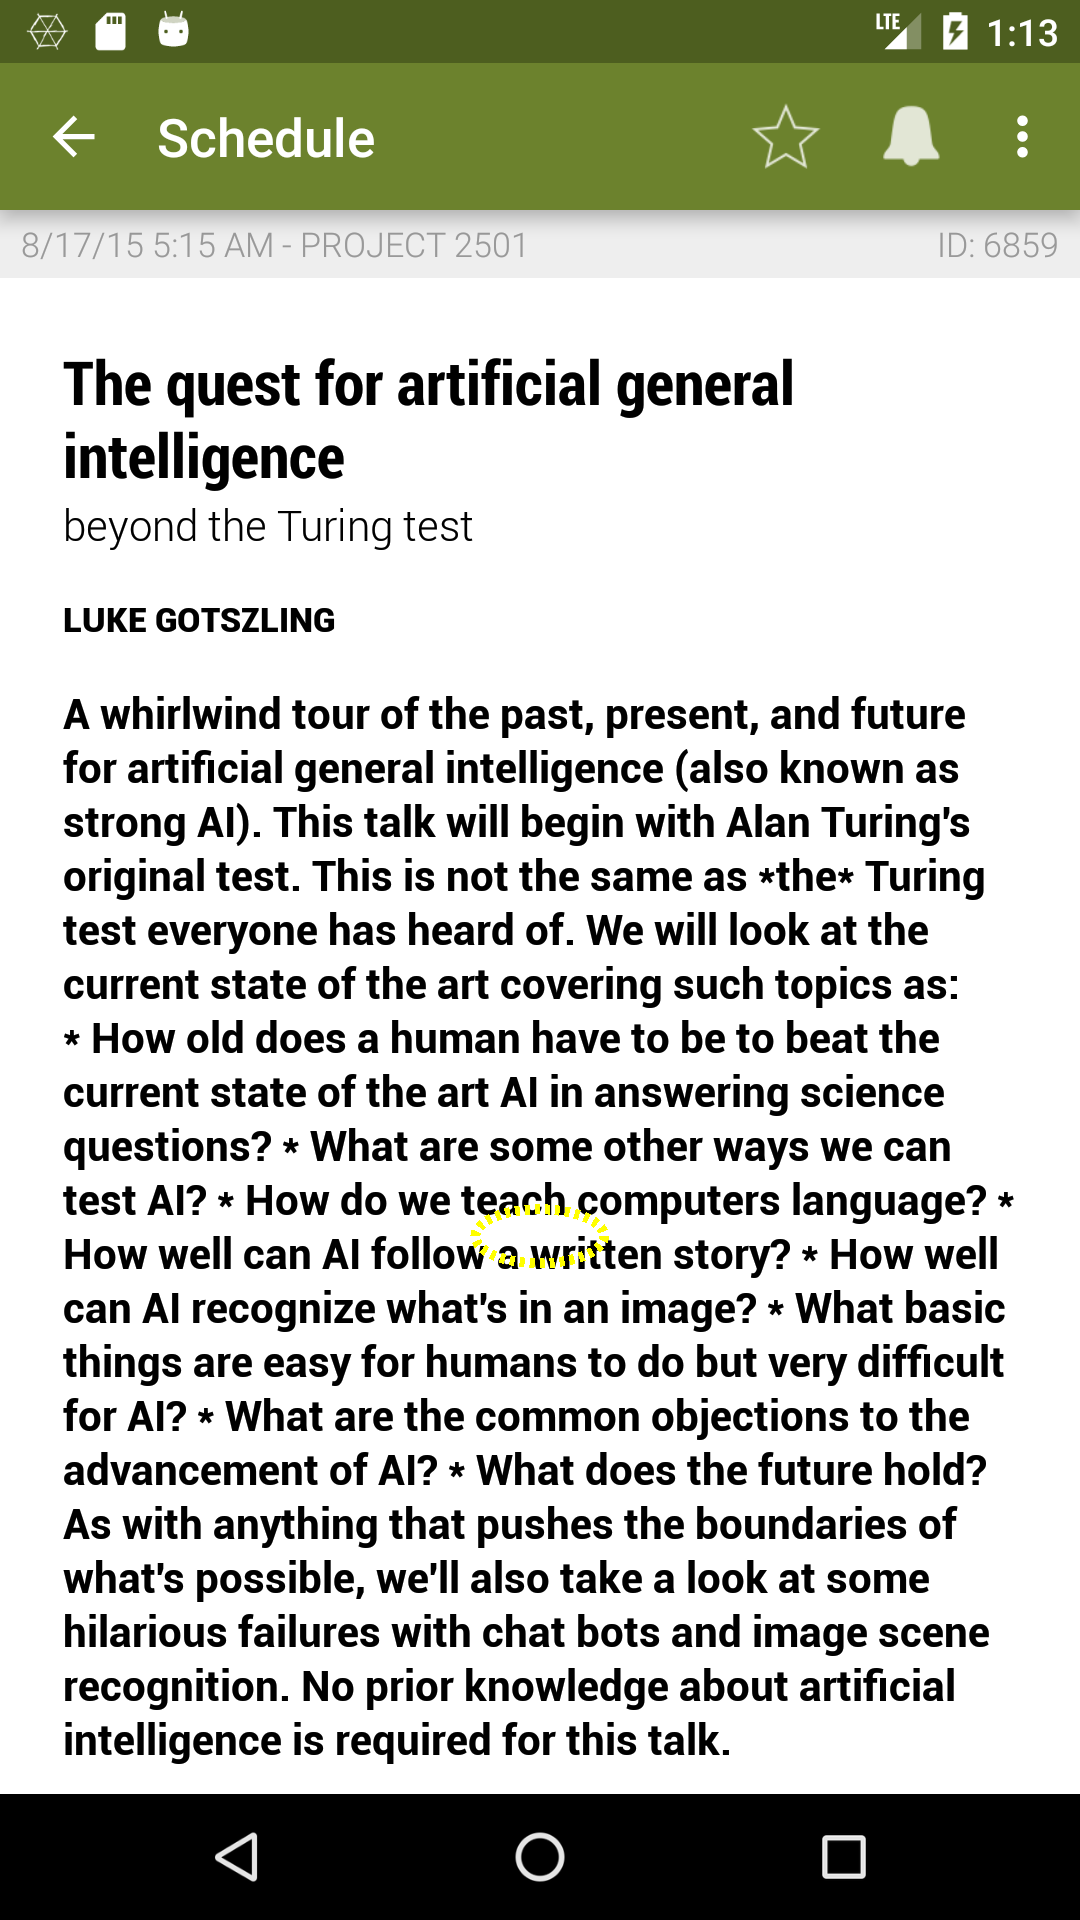 LTE 1:13
Schedule
8/17/15 5:15 AM - PROJECT 2501 ID: 6859
The quest for artificial general
intelligence
beyond the Turing test
LUKE GOTSZLING
A whirlwind tour of the past, present, and future
for artificial general intelligence (also known as
strong AI). This talk will begin with Alan Turing's
original test. This is not the same as *the* Turing
test everyone has heard of. We will look at the
current state of the art covering such topics as:
* How old does a human have to be to beat the
current state of the art AI in answering science
questions? * What are some other ways we can
test AI? * How do we teach computers language? *
How well can AI follow a written story? * How well
can AI recognize what's in an image? * What basic
things are easy for humans to do but very difficult
for AI? * What are the common objections to the
advancement of AI? * What does the future hold?
As with anything that pushes the boundaries of
what's possible, we'll also take a look at some
hilarious failures with chat bots and image scene
recognition. No prior knowledge about artificial
intelligence is required for this talk.